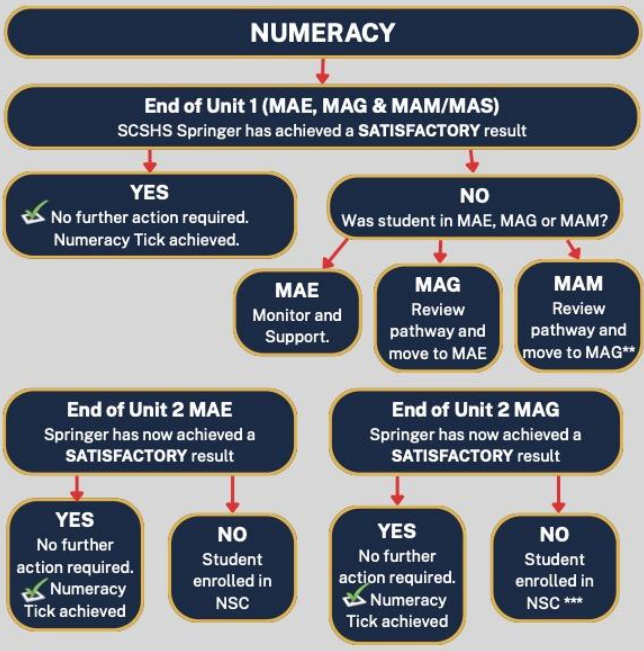 NUMERACY
End of Unit 1 (MAE, MAG & MAM/MAS)
SCSHS Springer has achieved a SATISFACTORY result
YES
No further action required.
Numeracy Tick achieved.
NO
Was student in MAE, MAG or MAM?
MAE
Monitor and
Support.
MAG
Review
pathway and
move to MAE
MAM
Review
pathway and
move to MAG**
End of Unit 2 MAE
Springer has now achieved a
SATISFACTORY result
YES
No further
action required.
Numeracy
Tick achieved
NO
Student
enrolled in
NSC
End of Unit 2 MAG
Springer has now achieved a
SATISFACTORY result
YES
No further
action required.
Numeracy
Tick achieved
NO
Student
enrolled in
NSC ***